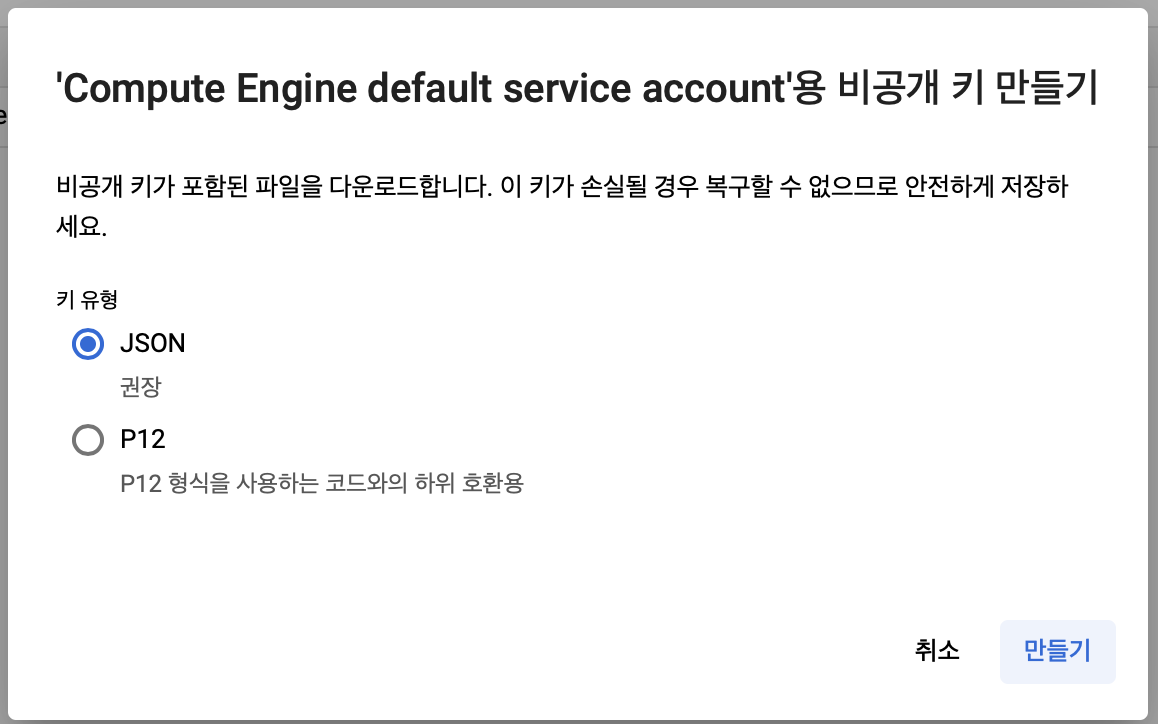 'Compute Engine default service account'용 비공개 키 만들기
비공개 키가 포함된 파일을 다운로드합니다. 이 키가 손실될 경우 복구할 수 없으므로 안전하게 저장하
세요.
키 유형
JSON
권장
P12
P12 형식을 사용하는 코드와의 하위 호환용
취소
만들기